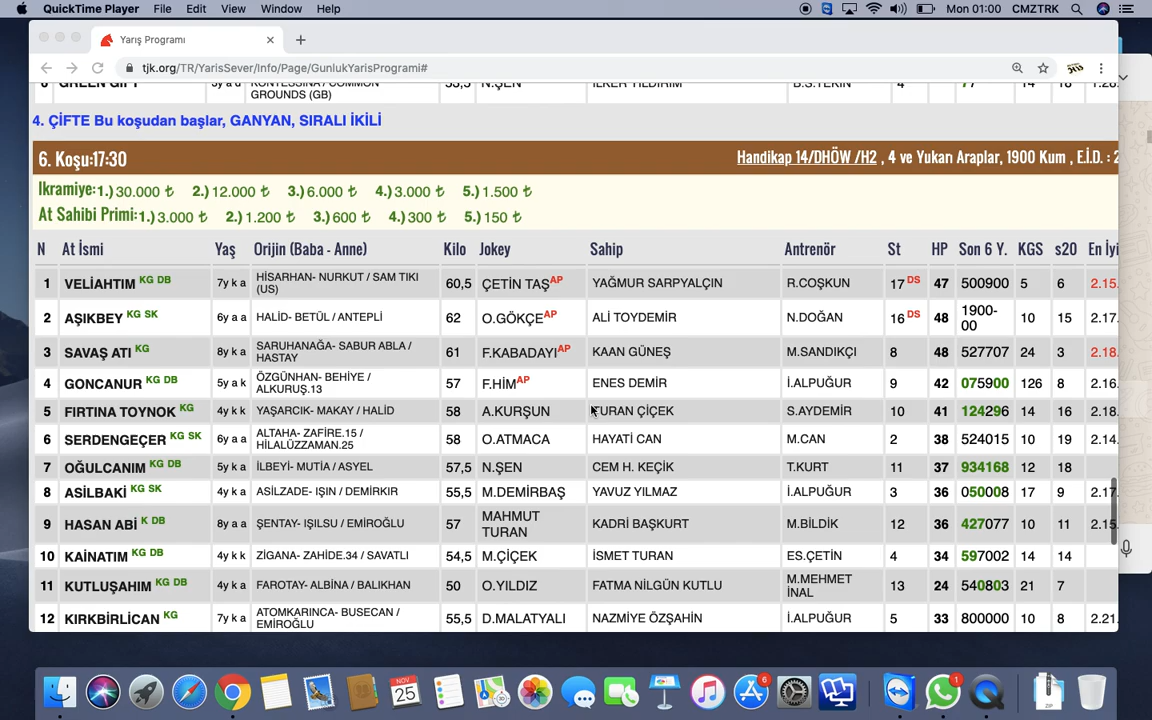 QuickTime Player File Edit View Window Help Mon 01:00 CMZTRK
Yarış Programı
tjk.org/TR/YarisSever/Info/Page/GunlukYarisProgrami#
GROUNDS (GB)
4. ÇİFTE Bu koşudan başlar, GANYAN, SIRALI İKİLİ
6. Koşu:17:30 Handikap 14/DHÖW /H2 , 4 ve Yukarı Araplar, 1900 Kum , E.İ.D. : 2
Ikramiye:1.) 30.000 ₺ 2.) 12.000 ₺ 3.) 6.000 ₺ 4.) 3.000 ₺ 5.) 1.500 ₺
At Sahibi Primi:1.) 3.000 ₺ 2.) 1.200 ₺ 3.) 600 ₺ 4.) 300 ₺ 5.) 150 ₺
N At İsmi Yaş Orijin (Baba - Anne) Kilo Jokey Sahip Antrenör St HP Son 6 Y. KGS s20 En İyi
1 VELİAHTIM KG DB 7y k a HİSARHAN- NURKUT / SAM TIKI (US) 60,5 ÇETİN TAŞ AP YAĞMUR SARPYALÇIN R.COŞKUN 17 DS 47 500900 5 6 2.15.
2 AŞIKBEY KG SK 6y a a HALİD- BETÜL / ANTEPLİ 62 O.GÖKÇE AP ALİ TOYDEMİR N.DOĞAN 16 DS 48 1900-00 10 15 2.17.
3 SAVAŞ ATI KG 8y k a SARUHANAĞA- SABUR ABLA / HASTAY 61 F.KABADAYI AP KAAN GÜNEŞ M.SANDIKÇI 8 48 527707 24 3 2.18.
4 GONCANUR KG DB 5y a k ÖZGÜNHAN- BEHİYE / ALKURUŞ.13 57 F.HİM AP ENES DEMİR İ.ALPUĞUR 9 42 075900 126 8 2.16.
5 FIRTINA TOYNOK KG 4y k k YAŞARCIK- MAKAY / HALİD 58 A.KURŞUN TURAN ÇİÇEK S.AYDEMİR 10 41 124296 14 16 2.18.
6 SERDENGEÇER KG SK 6y a a ALTAHA- ZAFİRE.15 / HİLALÜZZAMAN.25 58 O.ATMACA HAYATİ CAN M.CAN 2 38 524015 10 19 2.14.
7 OĞULCANIM KG DB 5y k a İLBEYİ- MUTİA / ASYEL 57,5 N.ŞEN CEM H. KEÇİK T.KURT 11 37 934168 12 18
8 ASİLBAKİ KG SK 4y k a ASİLZADE- IŞIN / DEMİRKIR 55,5 M.DEMİRBAŞ YAVUZ YILMAZ İ.ALPUĞUR 3 36 050008 17 9 2.17.
9 HASAN ABİ K DB 8y a a ŞENTAY- IŞILSU / EMİROĞLU 57 MAHMUT TURAN KADRİ BAŞKURT M.BİLDİK 12 36 427077 10 11 2.15.
10 KAİNATIM KG DB 4y k k ZİGANA- ZAHİDE.34 / SAVATLI 54,5 M.ÇİÇEK İSMET TURAN ES.ÇETİN 4 34 597002 14 14
11 KUTLUŞAHIM KG DB 4y k a FAROTAY- ALBİNA / BALIKHAN 50 O.YILDIZ FATMA NİLGÜN KUTLU M.MEHMET İNAL 13 24 540803 21 7
12 KIRKBİRLİCAN KG 7y k a ATOMKARINCA- BUSECAN / EMİROĞLU 55,5 D.MALATYALI NAZMİYE ÖZŞAHİN İ.ALPUĞUR 5 33 800000 10 8 2.21.
NOV
25
6
1
ZIP